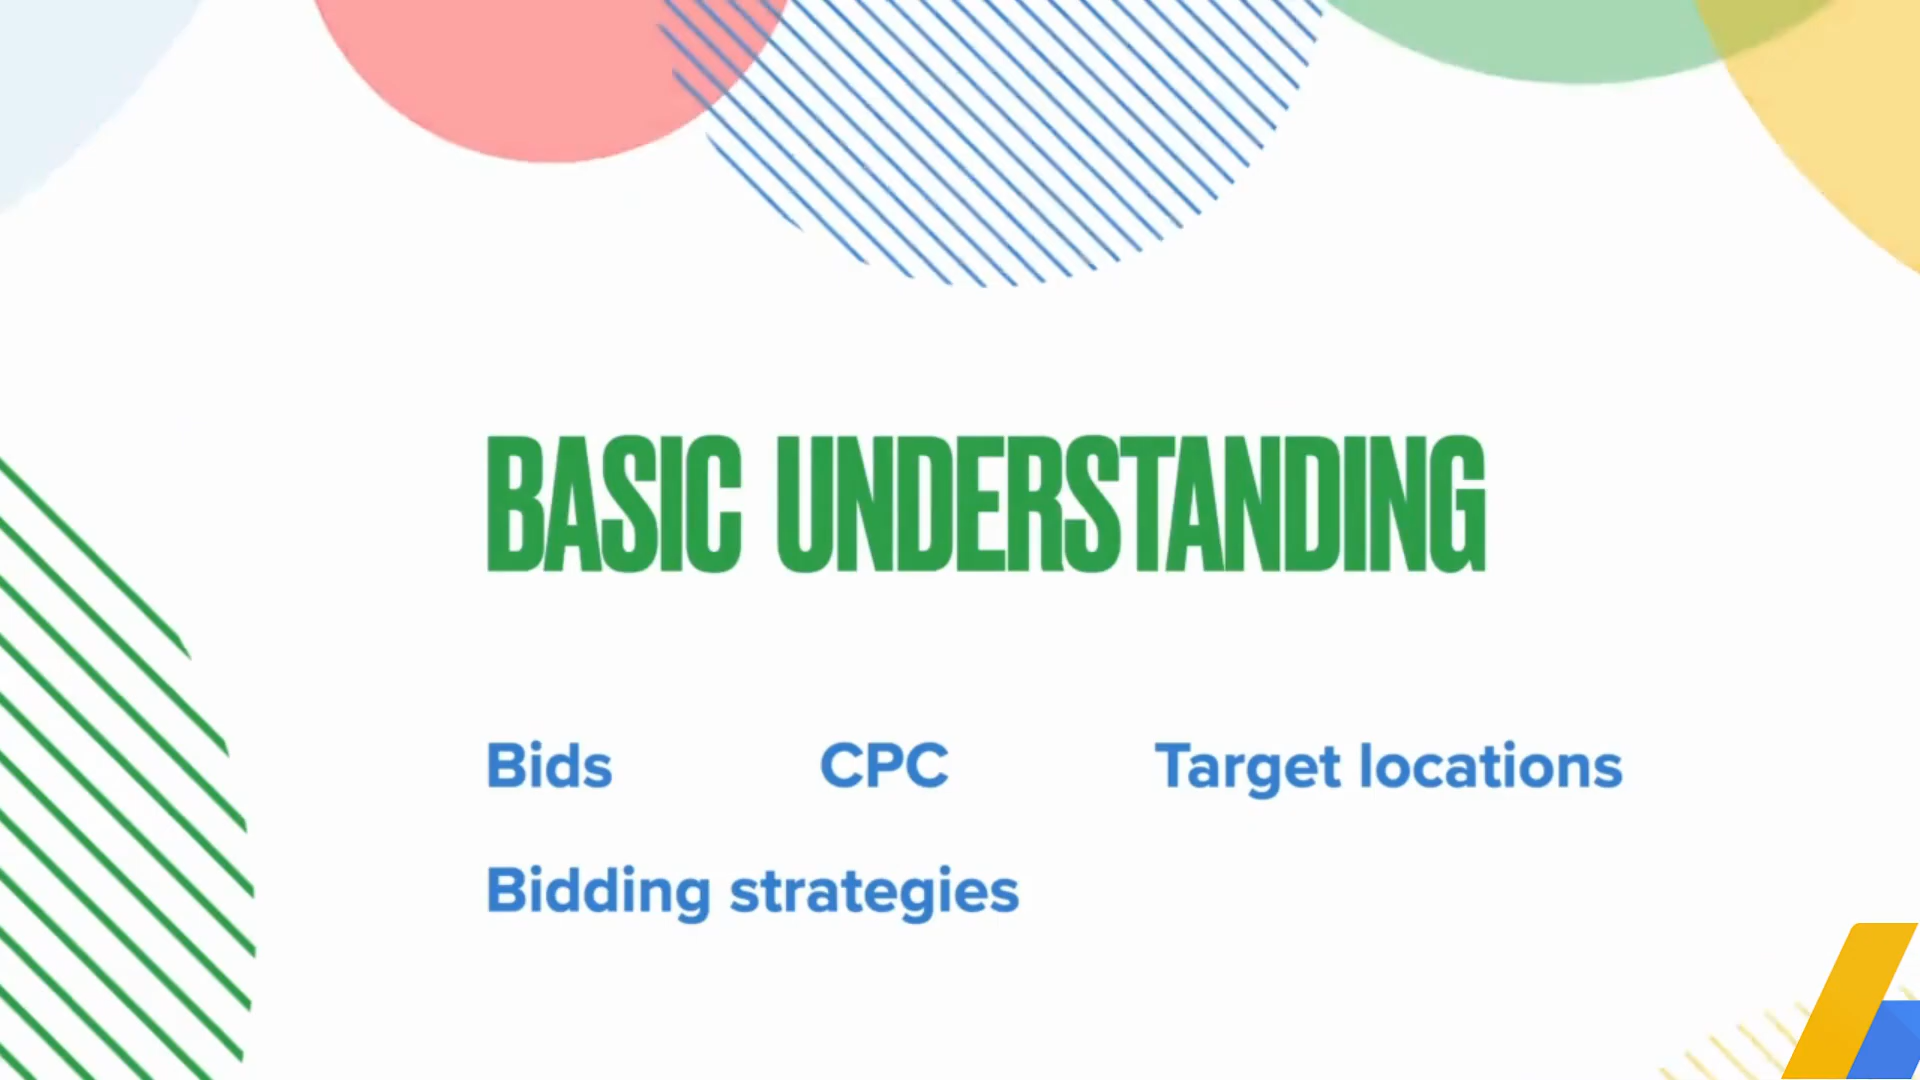 BASIC UNDERSTANDING
Bids CPC Target locations
Bidding strategies